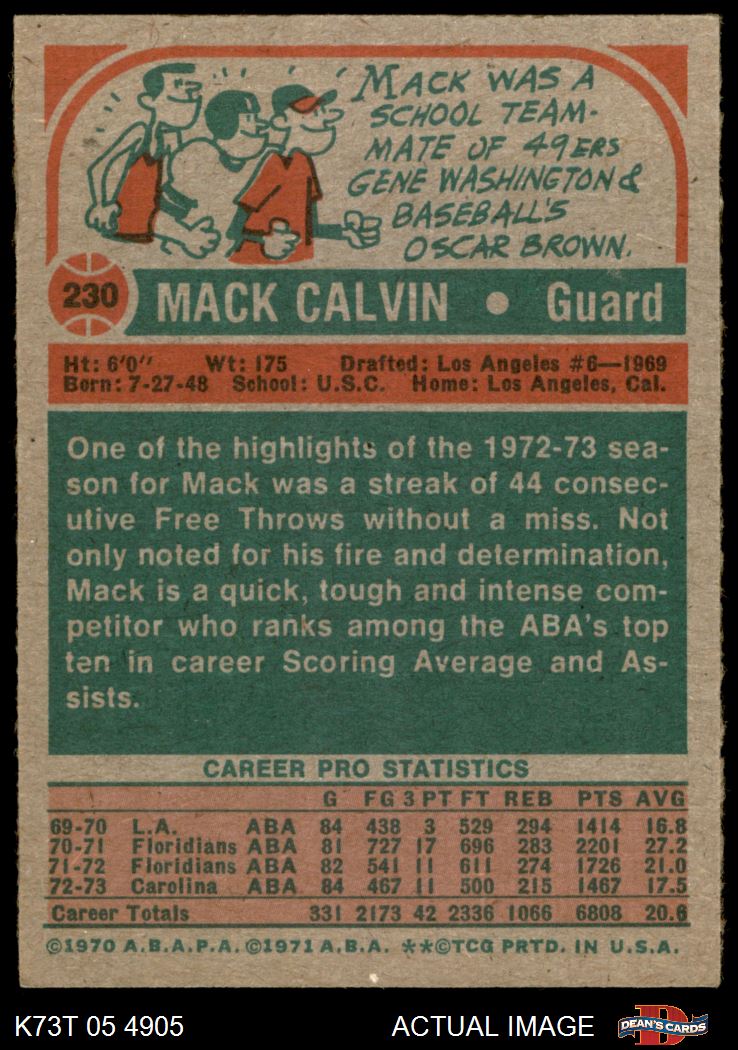 MACK WAS A
SCHOOL TEAM-
MATE OF 49ERS
GENE WASHINGTON &
BASEBALL'S
OSCAR BROWN.
230 MACK CALVIN • Guard
Ht: 6'0" Wt: 175 Drafted: Los Angeles #6—1969
Born: 7-27-48 School: U.S.C. Home: Los Angeles, Cal.
One of the highlights of the 1972-73 sea-
son for Mack was a streak of 44 consec-
utive Free Throws without a miss. Not
only noted for his fire and determination,
Mack is a quick, tough and intense com-
petitor who ranks among the ABA's top
ten in career Scoring Average and As-
sists.
CAREER PRO STATISTICS
G FG 3 PT FT REB PTS AVG
69-70 L.A. ABA 84 438 3 529 294 1414 16.8
70-71 Floridians ABA 81 727 17 696 283 2201 27.2
71-72 Floridians ABA 82 541 11 611 274 1726 21.0
72-73 Carolina ABA 84 467 11 500 215 1467 17.5
Career Totals 331 2173 42 2336 1066 6808 20.6
©1970 A.B.A.P.A. ©1971 A.B.A. **©TCG PRTD. IN U.S.A.
K73T 05 4905 ACTUAL IMAGE D DEAN'S CARDS